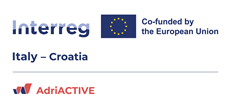 Interreg
Co-funded by
the European Union
Italy – Croatia
AdriACTIVE